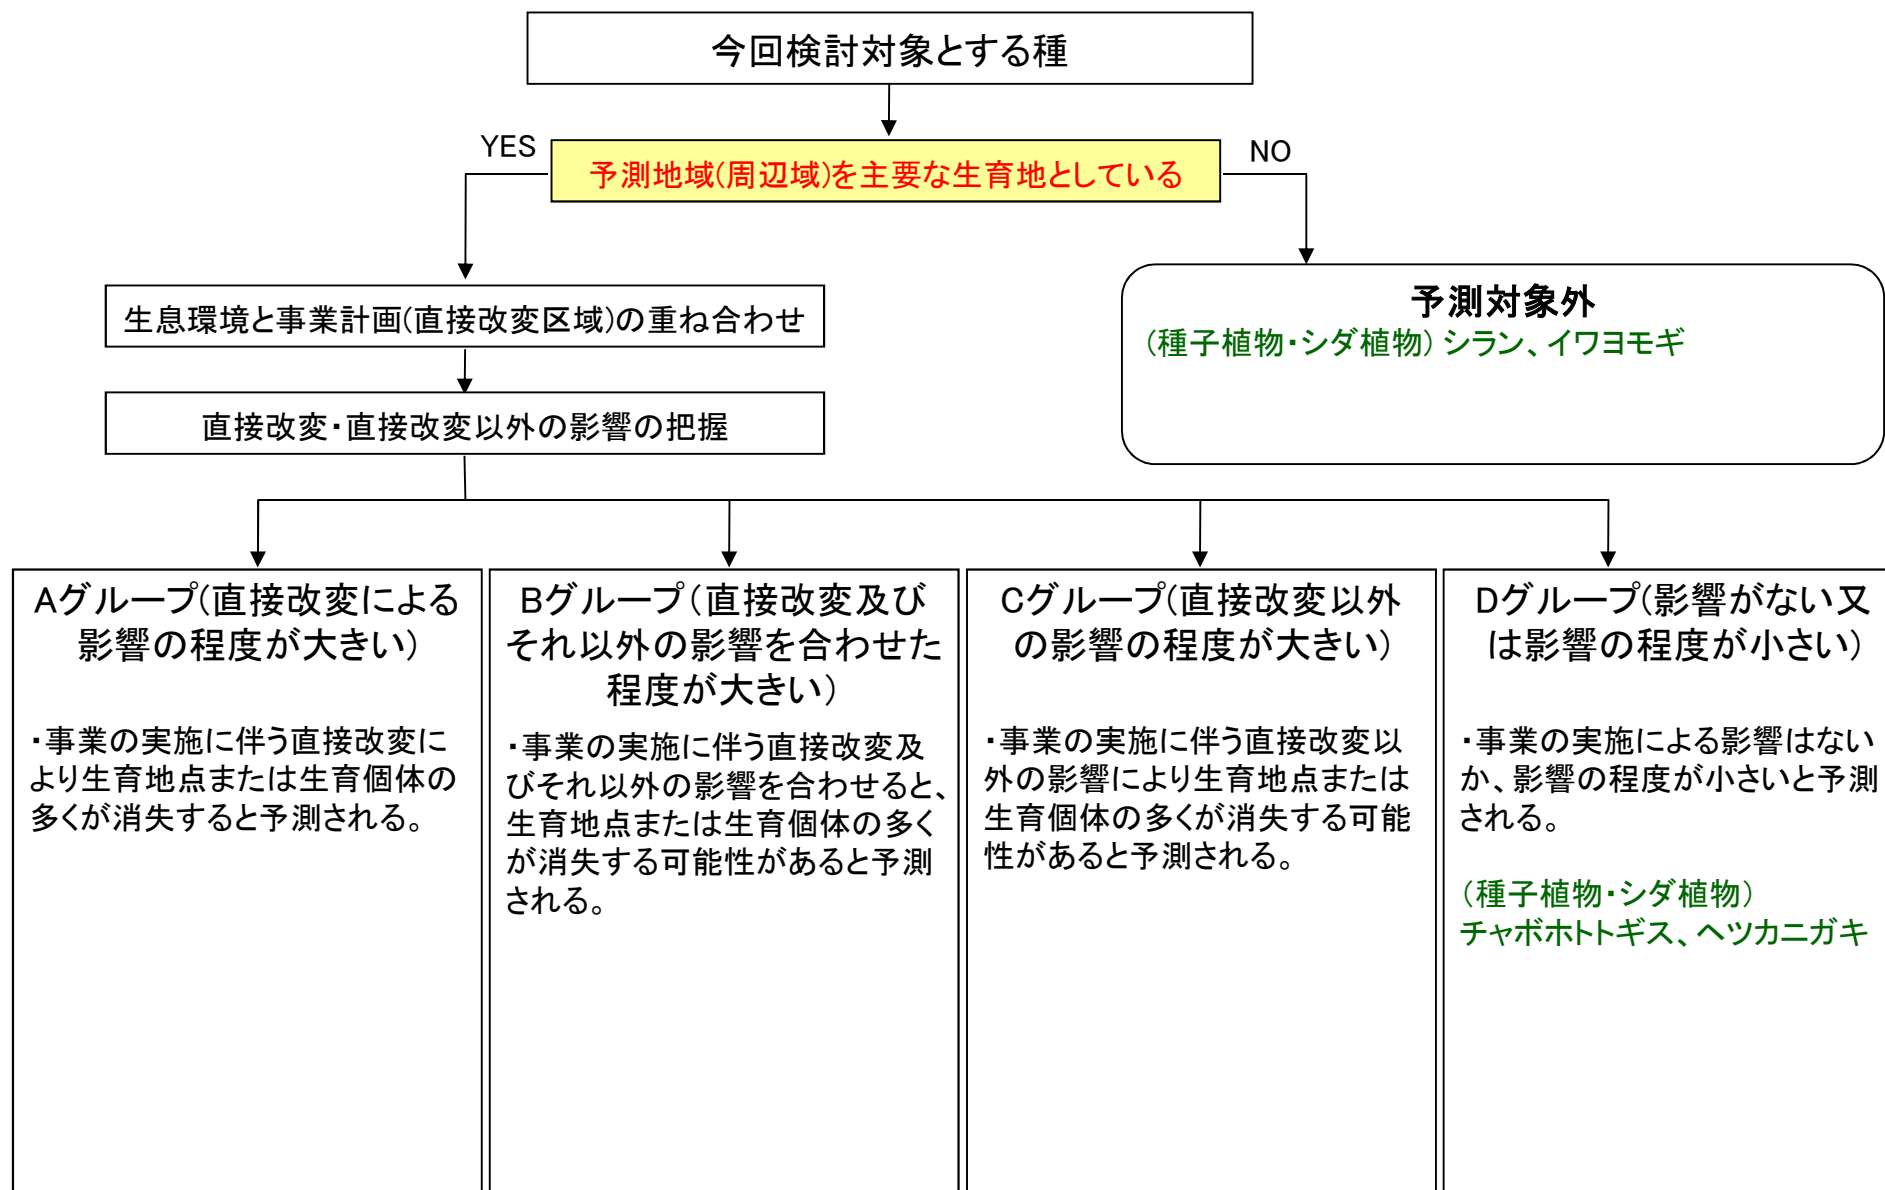 今回検討対象とする種
YES
予測地域(周辺域)を主要な生育地としている
NO
生息環境と事業計画(直接改変区域)の重ね合わせ
直接改変・直接改変以外の影響の把握
予測対象外
(種子植物・シダ植物) シラン、イワヨモギ
Aグループ(直接改変による
影響の程度が大きい)
・事業の実施に伴う直接改変に
より生育地点または生育個体の
多くが消失すると予測される。
Bグループ(直接改変及び
それ以外の影響を合わせた
程度が大きい)
・事業の実施に伴う直接改変及
びそれ以外の影響を合わせると、
生育地点または生育個体の多く
が消失する可能性があると予測
される。
Cグループ(直接改変以外
の影響の程度が大きい)
・事業の実施に伴う直接改変以
外の影響により生育地点または
生育個体の多くが消失する可能
性があると予測される。
Dグループ(影響がない又
は影響の程度が小さい)
・事業の実施による影響はない
か、影響の程度が小さいと予測
される。
(種子植物・シダ植物)
チャボホトトギス、ヘツカニガキ